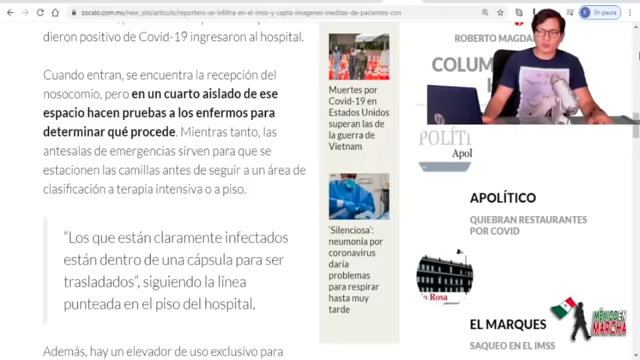 zocalo.com.mx/new_site/articulo/reportero-se-infiltra-en-el-imss-y-capta-imagenes-ineditas-de-pacientes-con
En pausa
dieron positivo de Covid-19 ingresaron al hospital.
Cuando entran, se encuentra la recepción del
nosocomio, pero en un cuarto aislado de ese
espacio hacen pruebas a los enfermos para
determinar qué procede. Mientras tanto, las
antesalas de emergencias sirven para que se
estacionen las camillas antes de seguir a un área de
clasificación a terapia intensiva o a piso.
“Los que están claramente infectados
están dentro de una cápsula para ser
trasladados“, siguiendo la línea
punteada en el piso del hospital.
Además, hay un elevador de uso exclusivo para
Muertes por
Covid-19 en
Estados Unidos
superan las de
la guerra de
Vietnam
'Silenciosa':
neumonía por
coronavirus
daría
problemas
para respirar
hasta muy
tarde
ROBERTO MAGDA
COLUM
POLÍTI
Apol
APOLÍTICO
QUIEBRAN RESTAURANTES
POR COVID
o Rosa
EL MARQUES
SAQUEO EN EL IMSS
MÉXICO EN
MARCHA